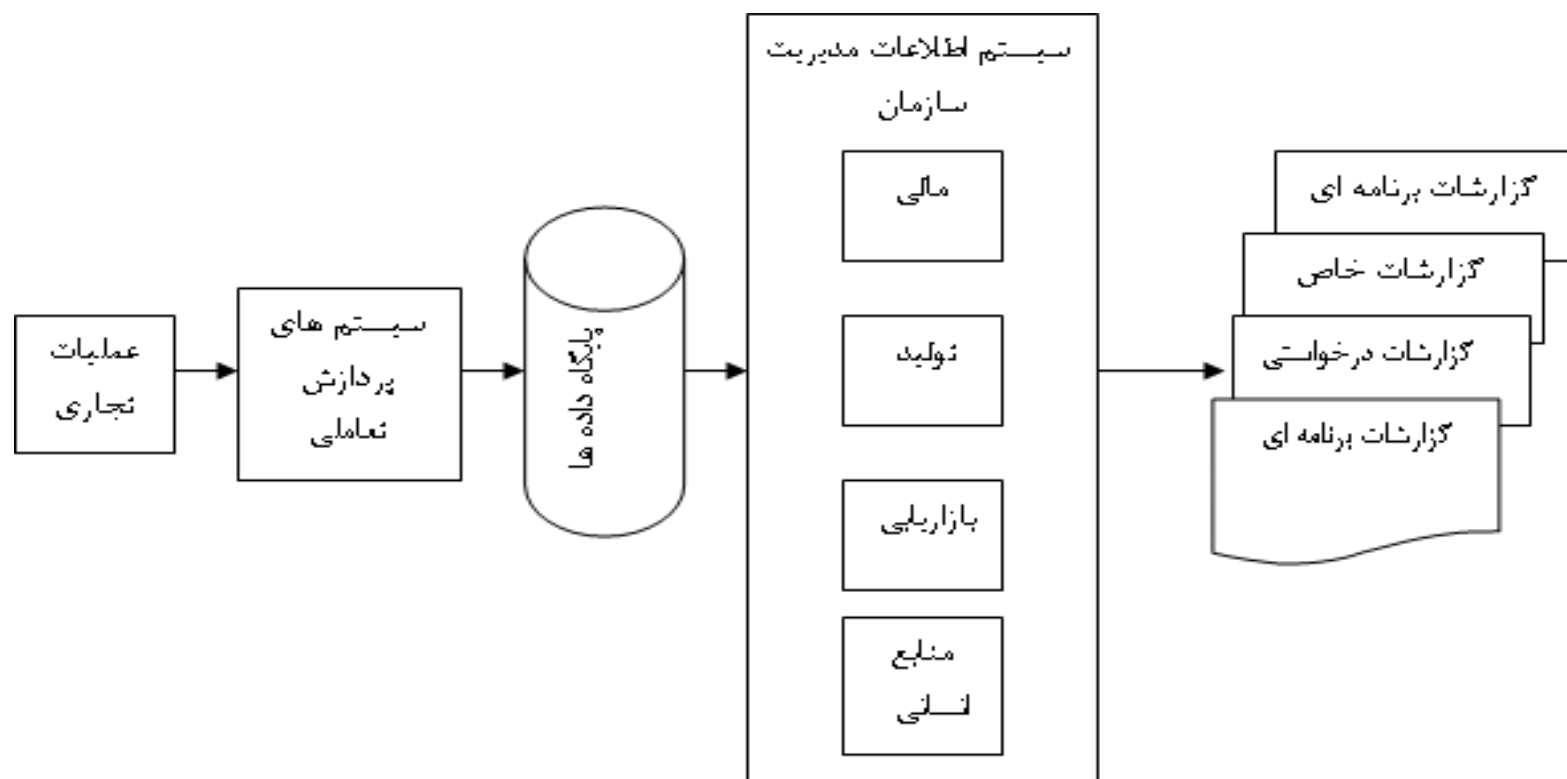 عملیات
تجاری
سیستم های
پردازش
تعاملی
پایگاه داده ها
سیستم اطلاعات مدیریت
سازمان
مالی
تولید
بازاریابی
منابع
انسانی
گزارشات برنامه ای
گزارشات خاص
گزارشات درخواستی
گزارشات برنامه ای